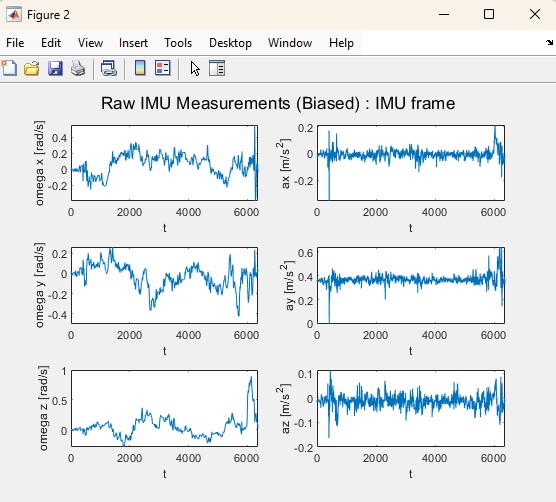 Figure 2
File Edit View Insert Tools Desktop Window Help
Raw IMU Measurements (Biased) : IMU frame
omega x [rad/s]
0.4
0.2
0
-0.2
0 2000 4000 6000
t
ax [m/s²]
0.2
0
-0.2
0 2000 4000 6000
t
omega y [rad/s]
0.2
0
-0.2
-0.4
0 2000 4000 6000
t
ay [m/s²]
0.6
0.4
0.2
0
0 2000 4000 6000
t
omega z [rad/s]
1
0.5
0
0 2000 4000 6000
t
az [m/s²]
0.1
0
-0.1
-0.2
0 2000 4000 6000
t